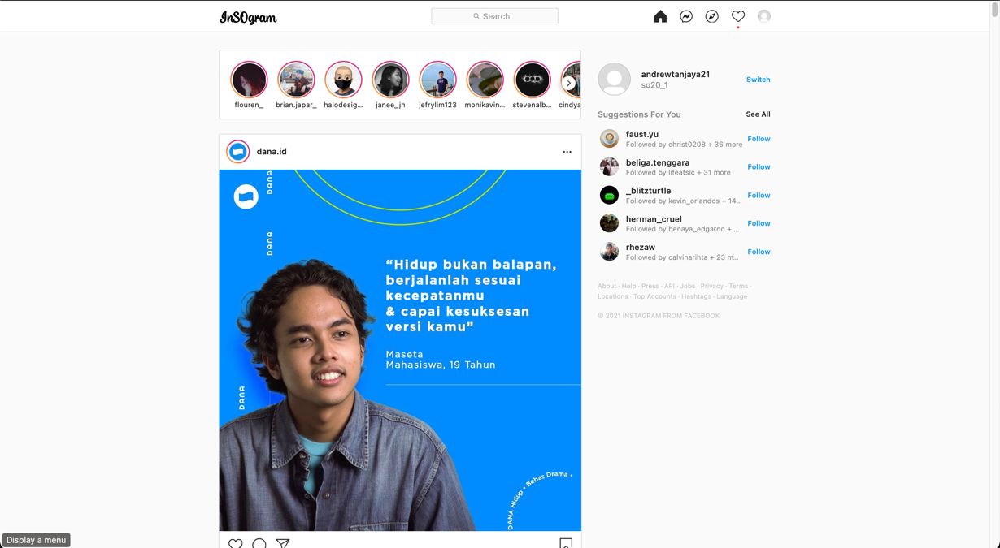 InSOgram
Search
flouren_
brian.japar_
halodesig...
janee_jn
jefrylim123
monikavin...
stevenalb...
cindya
dana.id
DANA
DANA
“Hidup bukan balapan,
berjalanlah sesuai
kecepatanmu
& capai kesuksesan
versi kamu”
Maseta
Mahasiswa, 19 Tahun
DANA
DANA Hidup • Bebas Drama •
andrewtanjaya21
so20_1
Switch
Suggestions For You
See All
faust.yu
Followed by christ0208 + 36 more
Follow
beliga.tenggara
Followed by lifeatslc + 31 more
Follow
_blitzturtle
Followed by kevin_orlandos + 14...
Follow
herman_cruel
Followed by benaya_edgardo + ...
Follow
rhezaw
Followed by calvinarihta + 23 m...
Follow
About · Help · Press · API · Jobs · Privacy · Terms ·
Locations · Top Accounts · Hashtags · Language
© 2021 INSTAGRAM FROM FACEBOOK
Display a menu